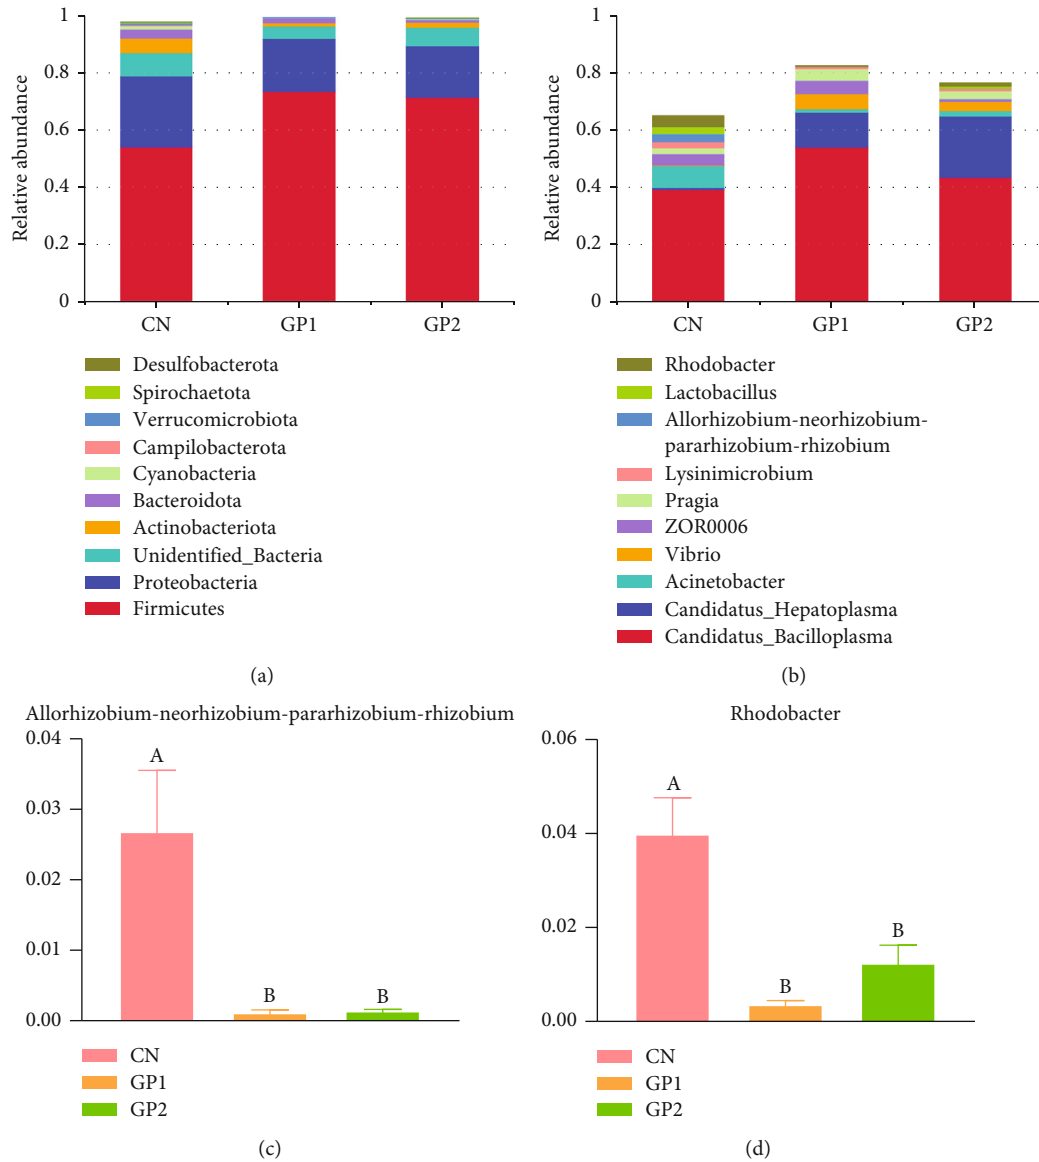 1
0.8
0.6
0.4
0.2
0
Relative abundance
CN
GP1
GP2
Desulfobacterota
Spirochaetota
Verrucomicrobiota
Campilobacterota
Cyanobacteria
Bacteroidota
Actinobacteriota
Unidentified_Bacteria
Proteobacteria
Firmicutes
(a)
1
0.8
0.6
0.4
0.2
0
Relative abundance
CN
GP1
GP2
Rhodobacter
Lactobacillus
Allorhizobium-neorhizobium-
pararhizobium-rhizobium
Lysinimicrobium
Pragia
ZOR0006
Vibrio
Acinetobacter
Candidatus_Hepatoplasma
Candidatus_Bacilloplasma
(b)
Allorhizobium-neorhizobium-pararhizobium-rhizobium
0.04
0.03
0.02
0.01
0.00
A
B
B
CN
GP1
GP2
(c)
Rhodobacter
0.06
0.04
0.02
0.00
A
B
B
CN
GP1
GP2
(d)